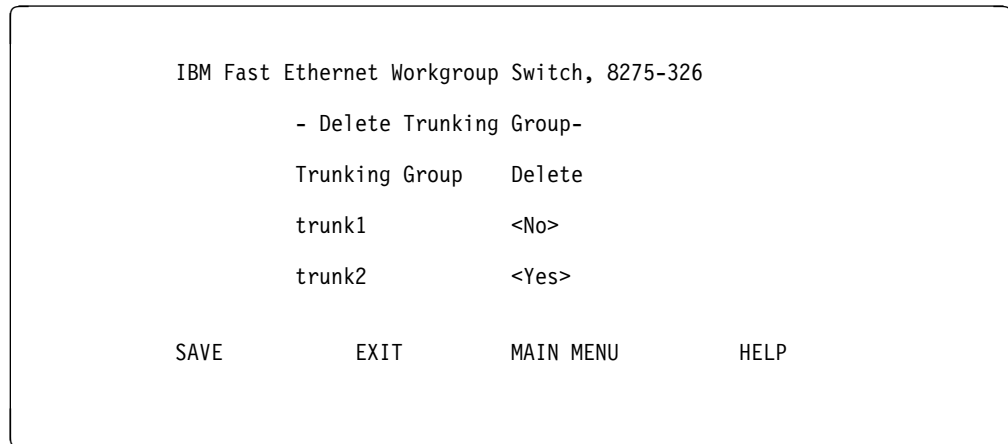 IBM Fast Ethernet Workgroup Switch, 8275-326
- Delete Trunking Group-
Trunking Group Delete
trunk1 <No>
trunk2 <Yes>
SAVE EXIT MAIN MENU HELP